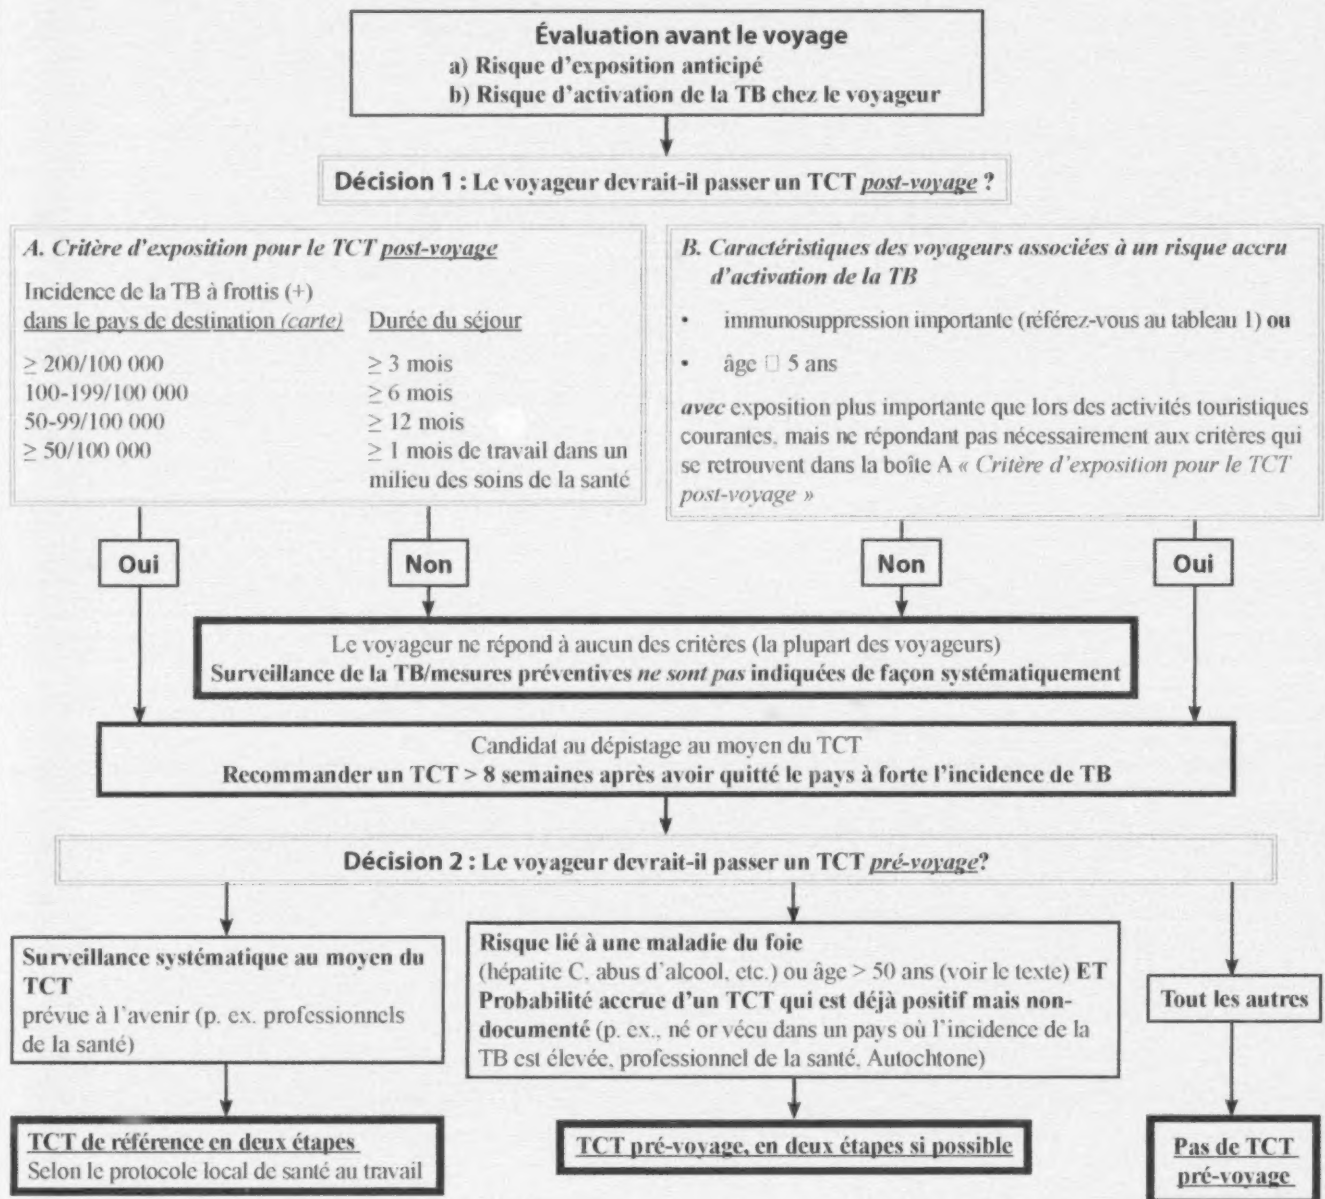 Évaluation avant le voyage
a) Risque d'exposition anticipé
b) Risque d'activation de la TB chez le voyageur
Décision 1 : Le voyageur devrait-il passer un TCT post-voyage ?
A. Critère d'exposition pour le TCT post-voyage
Incidence de la TB à frottis (+)
dans le pays de destination (carte) Durée du séjour
≥ 200/100 000 ≥ 3 mois
100-199/100 000 ≥ 6 mois
50-99/100 000 ≥ 12 mois
≥ 50/100 000 ≥ 1 mois de travail dans un
milieu des soins de la santé
B. Caractéristiques des voyageurs associées à un risque accru
d'activation de la TB
• immunosuppression importante (référez-vous au tableau 1) ou
• âge □ 5 ans
avec exposition plus importante que lors des activités touristiques
courantes, mais ne répondant pas nécessairement aux critères qui
se retrouvent dans la boîte A « Critère d'exposition pour le TCT
post-voyage »
Oui
Non
Non
Oui
Le voyageur ne répond à aucun des critères (la plupart des voyageurs)
Surveillance de la TB/mesures préventives ne sont pas indiquées de façon systématiquement
Candidat au dépistage au moyen du TCT
Recommander un TCT > 8 semaines après avoir quitté le pays à forte l'incidence de TB
Décision 2 : Le voyageur devrait-il passer un TCT pré-voyage?
Surveillance systématique au moyen du
TCT
prévue à l'avenir (p. ex. professionnels
de la santé)
Risque lié à une maladie du foie
(hépatite C, abus d'alcool, etc.) ou âge > 50 ans (voir le texte) ET
Probabilité accrue d'un TCT qui est déjà positif mais non-
documenté (p. ex., né or vécu dans un pays où l'incidence de la
TB est élevée, professionnel de la santé, Autochtone)
Tout les autres
TCT de référence en deux étapes
Selon le protocole local de santé au travail
TCT pré-voyage, en deux étapes si possible
Pas de TCT
pré-voyage